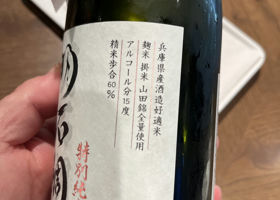 兵庫県産酒造好適米
麹米 掛米 山田錦全量使用
アルコール分15度
精米歩合60%
特別純